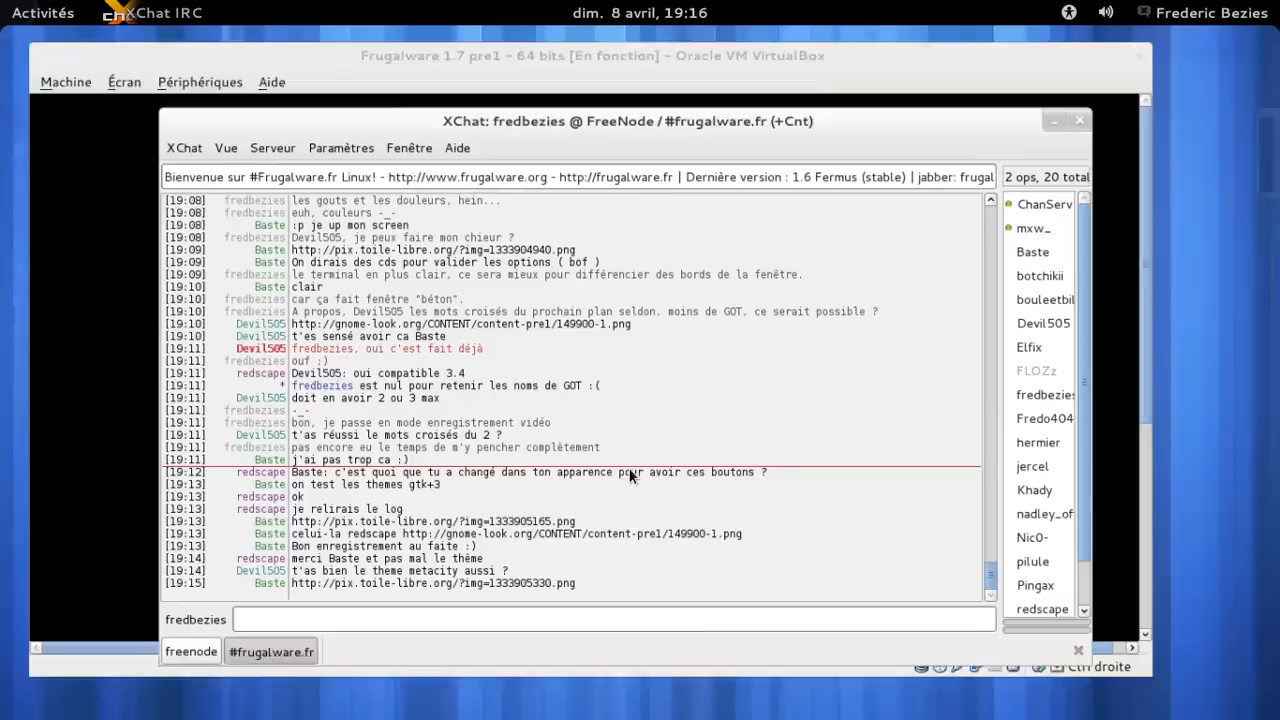 Activités XChat IRC dim. 8 avril, 19:16 Frederic Bezies
Frugalware 1.7 pre1 - 64 bits [En fonction] - Oracle VM VirtualBox
Machine Écran Périphériques Aide
XChat: fredbezies @ FreeNode / #frugalware.fr (+Cnt)
XChat Vue Serveur Paramètres Fenêtre Aide
Bienvenue sur #Frugalware.fr Linux! - http://www.frugalware.org - http://frugalware.fr | Dernière version : 1.6 Fermus (stable) | jabber: frugal
2 ops, 20 total
[19:08] fredbezies les gouts et les douleurs, hein...
[19:08] fredbezies euh, couleurs -_-
[19:08] Baste :p je up mon screen
[19:08] fredbezies Devil505, je peux faire mon chieur ?
[19:09] Baste http://pix.toile-libre.org/?img=1333904940.png
[19:09] Baste On dirais des cds pour valider les options ( bof )
[19:09] fredbezies le terminal en plus clair, ce sera mieux pour différencier des bords de la fenêtre.
[19:10] Baste clair
[19:10] fredbezies car ça fait fenêtre "béton".
[19:10] fredbezies A propos, Devil505 les mots croisés du prochain plan seldon. moins de GOT, ce serait possible ?
[19:10] Devil505 http://gnome-look.org/CONTENT/content-pre1/149900-1.png
[19:10] Devil505 t'es sensé avoir ca Baste
[19:11] Devil505 fredbezies, oui c'est fait déjà
[19:11] fredbezies ouf ;)
[19:11] redscape Devil505: oui compatible 3.4
[19:11] * fredbezies est nul pour retenir les noms de GOT :(
[19:11] Devil505 doit en avoir 2 ou 3 max
[19:11] fredbezies -_-
[19:11] fredbezies bon, je passe en mode enregistrement vidéo
[19:11] Devil505 t'as réussi le mots croisés du 2 ?
[19:11] fredbezies pas encore eu le temps de m'y pencher complètement
[19:11] Baste j'ai pas trop ca :)
[19:12] redscape Baste: c'est quoi que tu a changé dans ton apparence pour avoir ces boutons ?
[19:13] Baste on test les themes gtk+3
[19:13] redscape ok
[19:13] redscape je relirais le log
[19:13] Baste http://pix.toile-libre.org/?img=1333905165.png
[19:13] Baste celui-la redscape http://gnome-look.org/CONTENT/content-pre1/149900-1.png
[19:13] Baste Bon enregistrement au faite :)
[19:14] redscape merci Baste et pas mal le thème
[19:14] Devil505 t'as bien le theme metacity aussi ?
[19:15] Baste http://pix.toile-libre.org/?img=1333905330.png
ChanServ
mxw_
Baste
botchikii
bouleetbil
Devil505
Elfix
FLOZz
fredbezies
Fredo404
hermier
jercel
Khady
nadley_of
Nic0-
pilule
Pingax
redscape
fredbezies
freenode #frugalware.fr
Ctrl droite